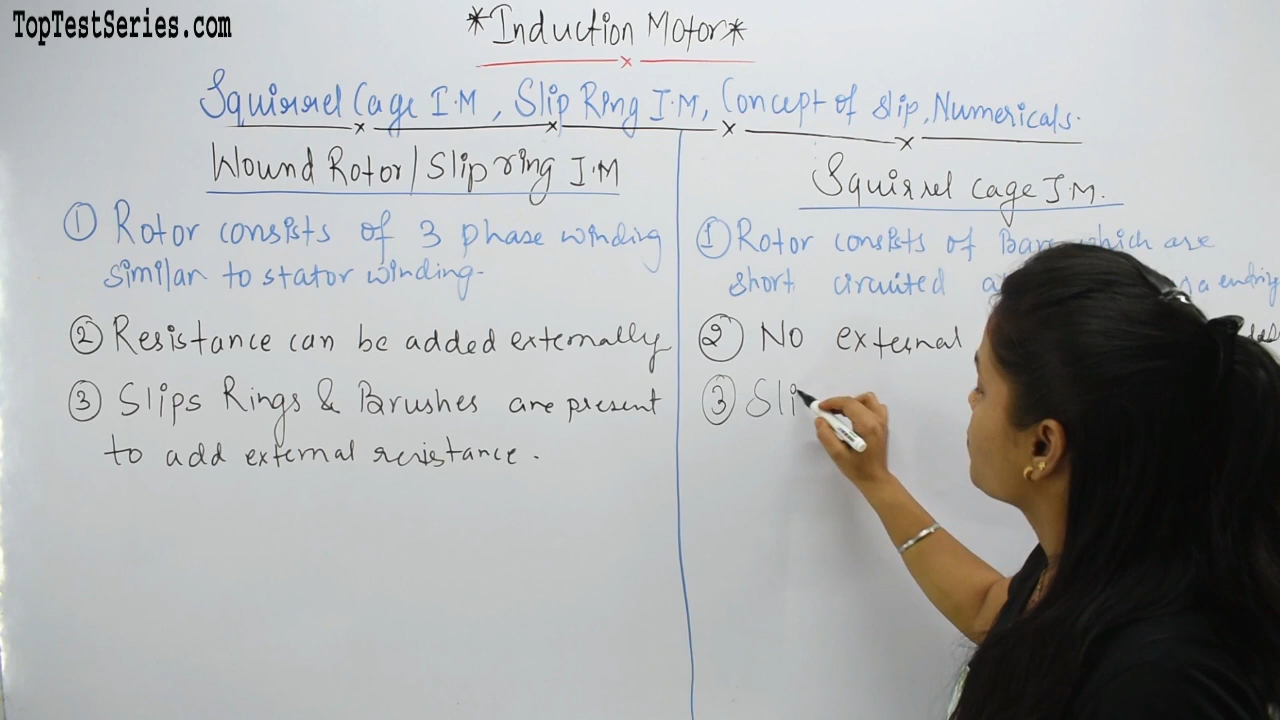 TopTestSeries.com
*Induction Motor*
Squirrel Cage I.M, Slip Ring I.M, Concept of slip, Numericals.
Wound Rotor/Slip ring I.M
① Rotor consists of 3 phase winding
similar to stator winding.
② Resistance can be added externally
③ Slips Rings & Brushes are present
to add external resistance.
Squirrel cage I.M.
① Rotor consists of which are
short circuited
② No external
③ Sli